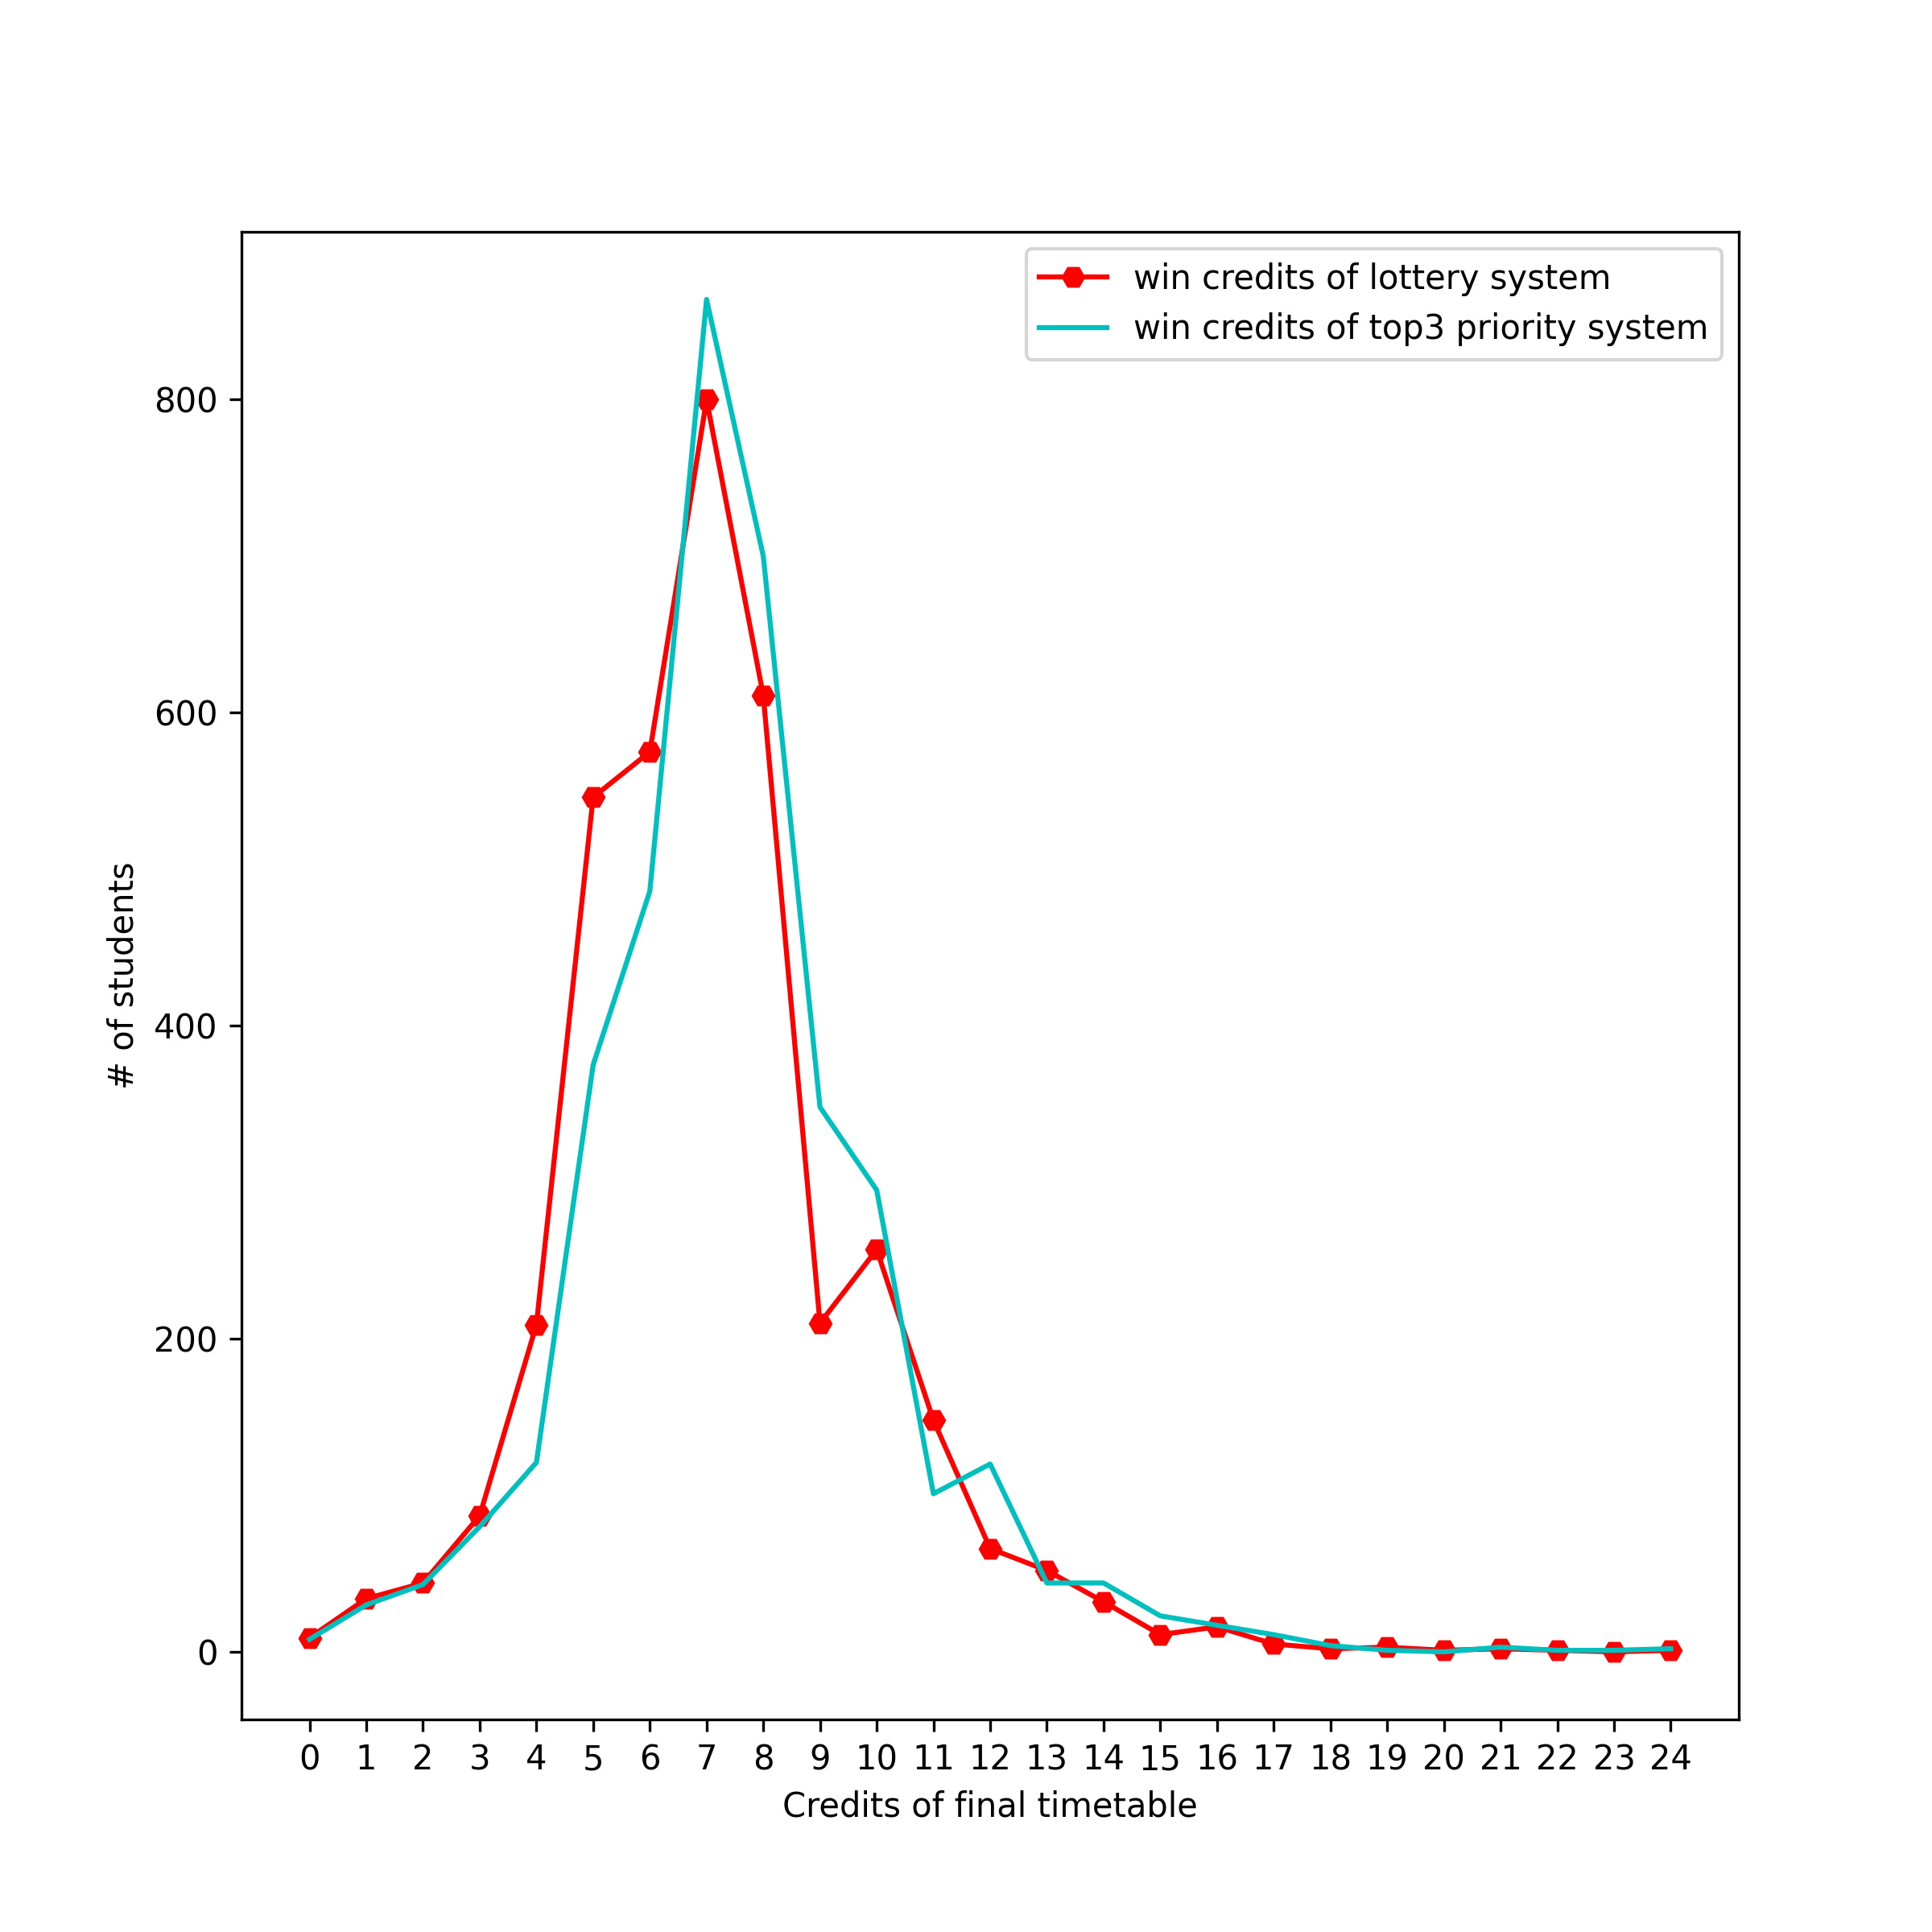 win credits of lottery system
win credits of top3 priority system
800
600
400
200
0
# of students
0 1 2 3 4 5 6 7 8 9 10 11 12 13 14 15 16 17 18 19 20 21 22 23 24
Credits of final timetable